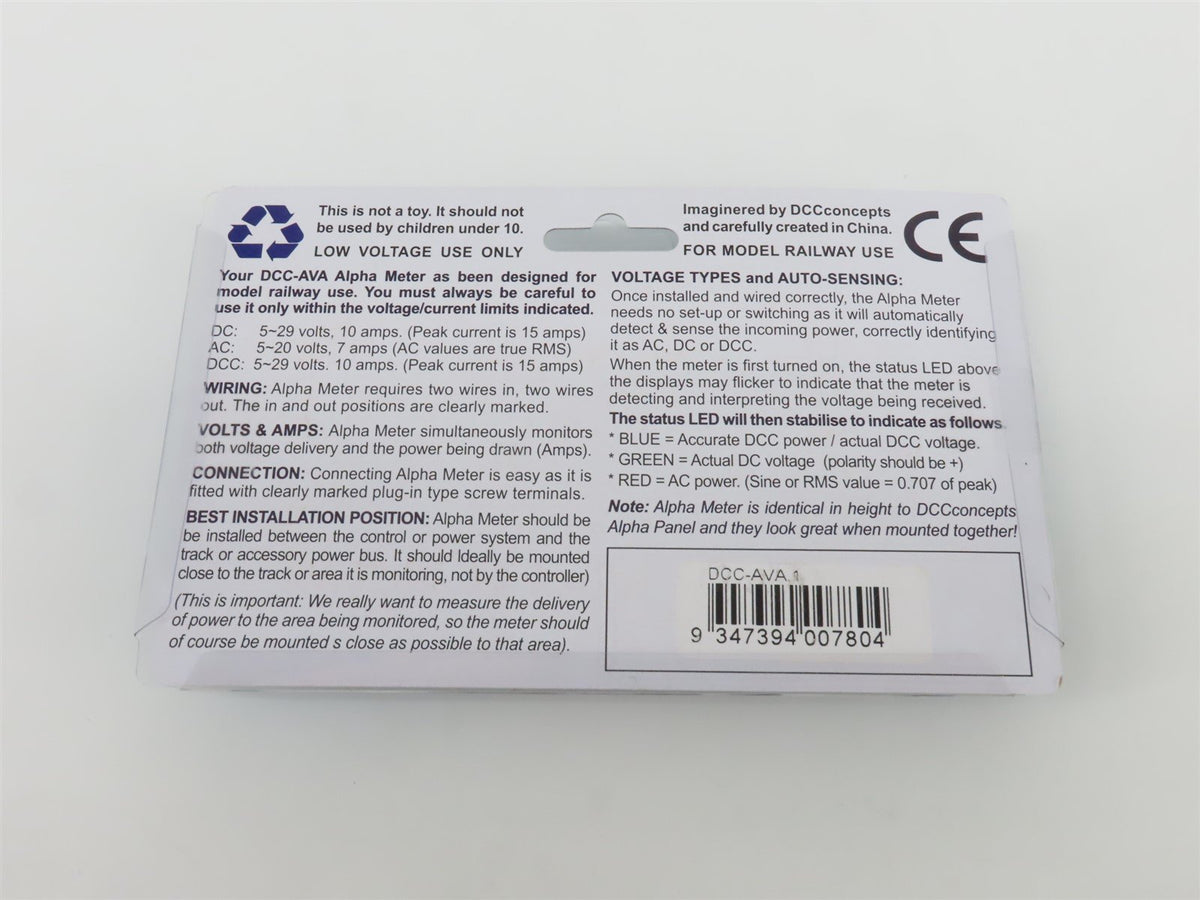 This is not a toy. It should not
be used by children under 10.
LOW VOLTAGE USE ONLY
Imaginered by DCCconcepts
and carefully created in China.
FOR MODEL RAILWAY USE
CE
Your DCC-AVA Alpha Meter as been designed for
model railway use. You must always be careful to
use it only within the voltage/current limits indicated.
DC: 5~29 volts, 10 amps. (Peak current is 15 amps)
AC: 5~20 volts, 7 amps (AC values are true RMS)
DCC: 5~29 volts. 10 amps. (Peak current is 15 amps)
WIRING: Alpha Meter requires two wires in, two wires
out. The in and out positions are clearly marked.
VOLTS & AMPS: Alpha Meter simultaneously monitors
both voltage delivery and the power being drawn (Amps).
CONNECTION: Connecting Alpha Meter is easy as it is
fitted with clearly marked plug-in type screw terminals.
BEST INSTALLATION POSITION: Alpha Meter should be
be installed between the control or power system and the
track or accessory power bus. It should Ideally be mounted
close to the track or area it is monitoring, not by the controller)
(This is important: We really want to measure the delivery
of power to the area being monitored, so the meter should
of course be mounted s close as possible to that area).
VOLTAGE TYPES and AUTO-SENSING:
Once installed and wired correctly, the Alpha Meter
needs no set-up or switching as it will automatically
detect & sense the incoming power, correctly identifying
it as AC, DC or DCC.
When the meter is first turned on, the status LED above
the displays may flicker to indicate that the meter is
detecting and interpreting the voltage being received.
The status LED will then stabilise to indicate as follows
* BLUE = Accurate DCC power / actual DCC voltage.
* GREEN = Actual DC voltage (polarity should be +)
* RED = AC power. (Sine or RMS value = 0.707 of peak)
Note: Alpha Meter is identical in height to DCCconcepts
Alpha Panel and they look great when mounted together!
DCC-AVA.1
9 347394 007804